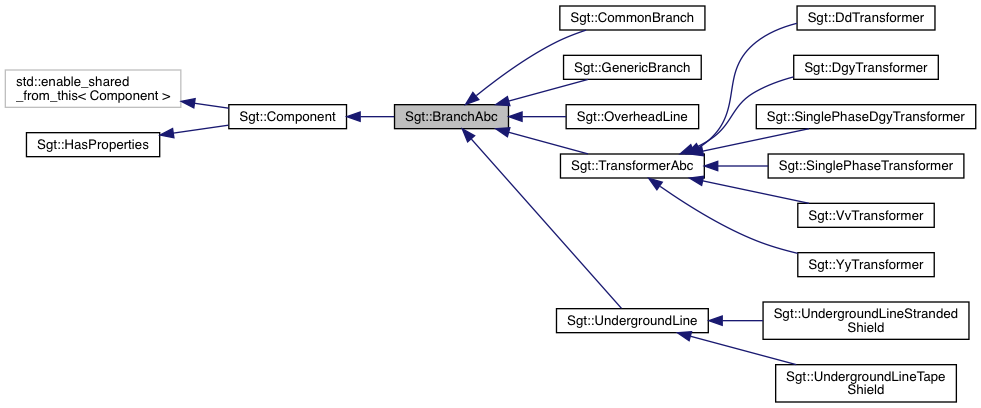 std::enable_shared
_from_this< Component >
Sgt::HasProperties
Sgt::Component
Sgt::BranchAbc
Sgt::CommonBranch
Sgt::GenericBranch
Sgt::OverheadLine
Sgt::TransformerAbc
Sgt::UndergroundLine
Sgt::DdTransformer
Sgt::DgyTransformer
Sgt::SinglePhaseDgyTransformer
Sgt::SinglePhaseTransformer
Sgt::VvTransformer
Sgt::YyTransformer
Sgt::UndergroundLineStranded
Shield
Sgt::UndergroundLineTape
Shield